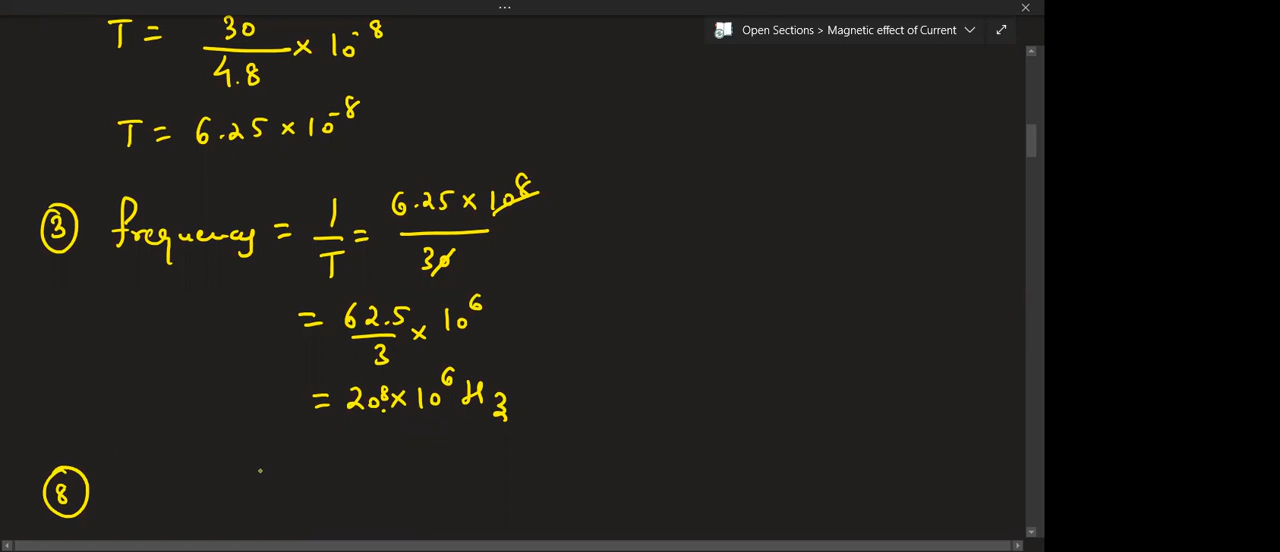 Open Sections > Magnetic effect of Current
T = 30/4.8 × 10⁻⁸
T = 6.25 × 10⁻⁸
③ frequency = 1/T = 6.25 × 10⁸/30
= 62.5/3 × 10⁶
= 20.8 × 10⁶ Hz
⑧